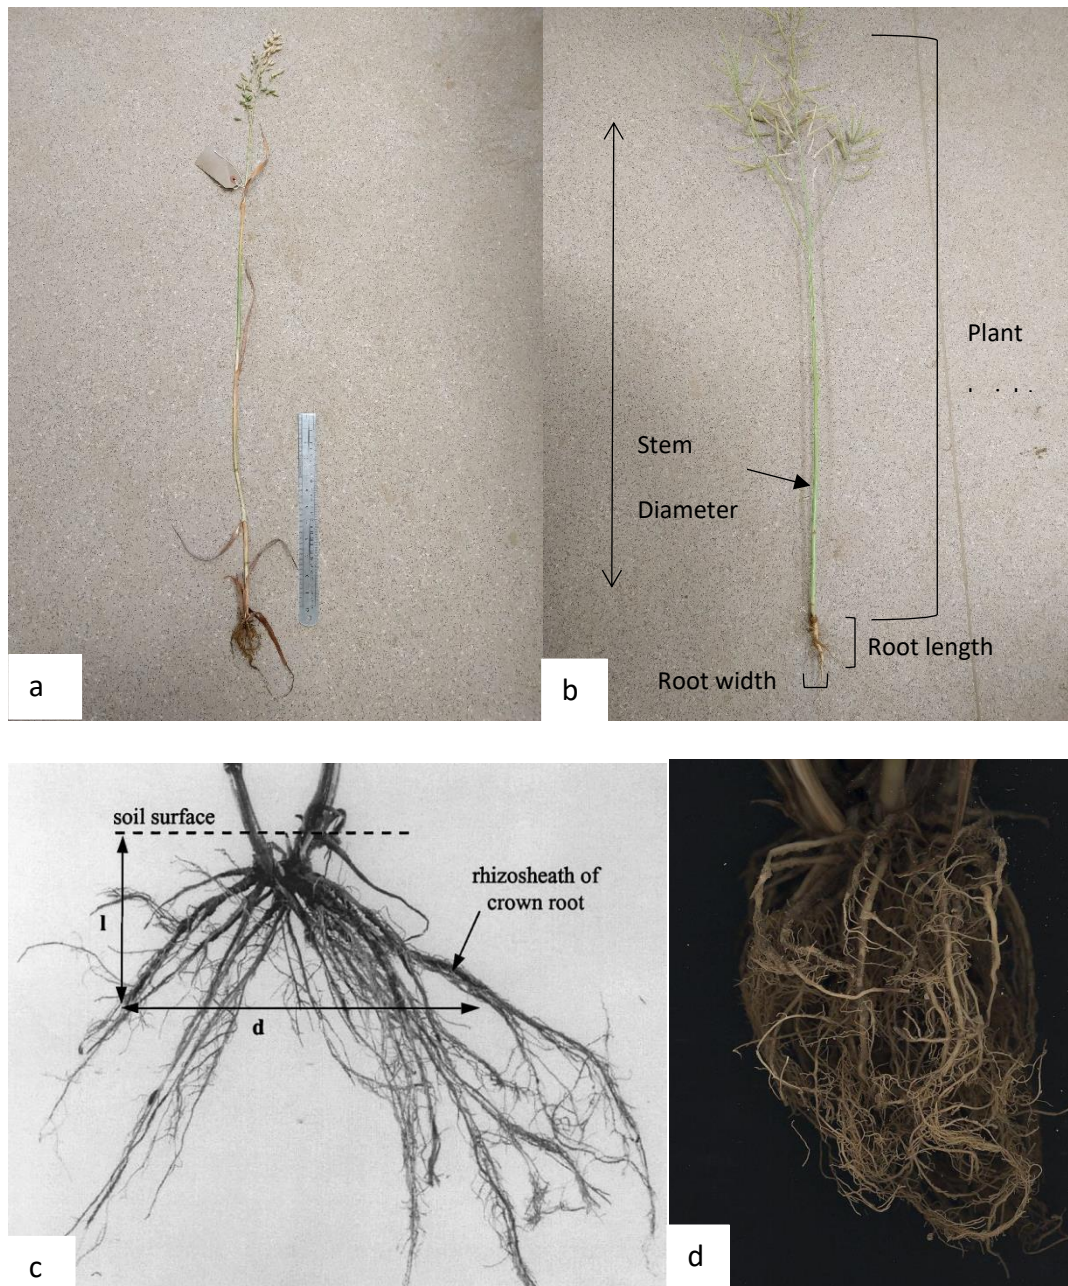 Plant
Stem
Diameter
Root length
Root width
a
b
soil surface
rhizosheath of
crown root
l
d
c
d